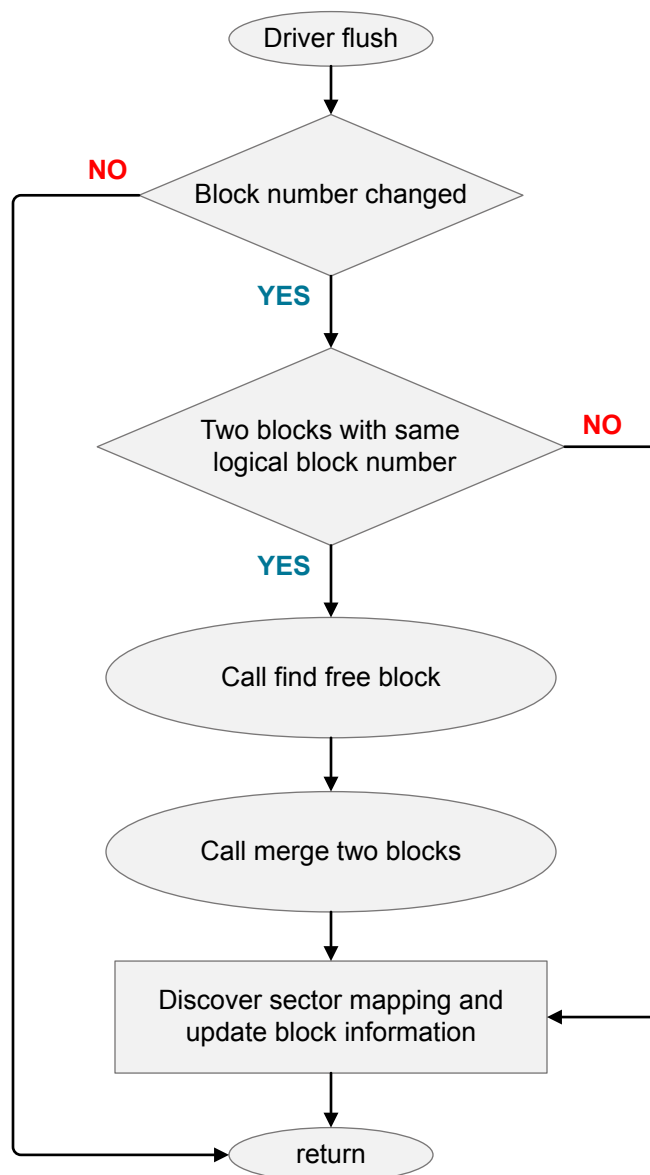 Driver flush
NO
Block number changed
YES
Two blocks with same
logical block number
NO
YES
Call find free block
Call merge two blocks
Discover sector mapping and
update block information
return